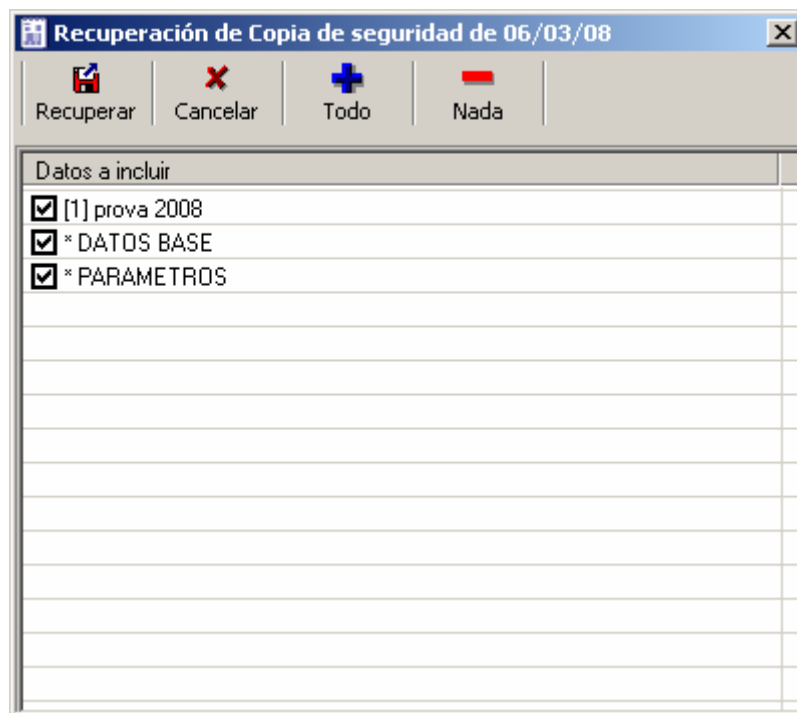 Recuperación de Copia de seguridad de 06/03/08
Recuperar Cancelar Todo Nada
Datos a incluir
[1] prova 2008
* DATOS BASE
* PARAMETROS